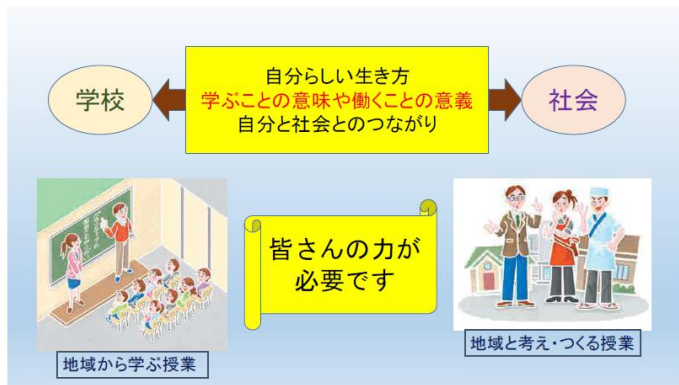 自分らしい生き方
学校
学ぶことの意味や働くことの意義
社会
自分と社会とのつながり
皆さんの力が
必要です
地域から学ぶ授業
地域と考え・つくる授業